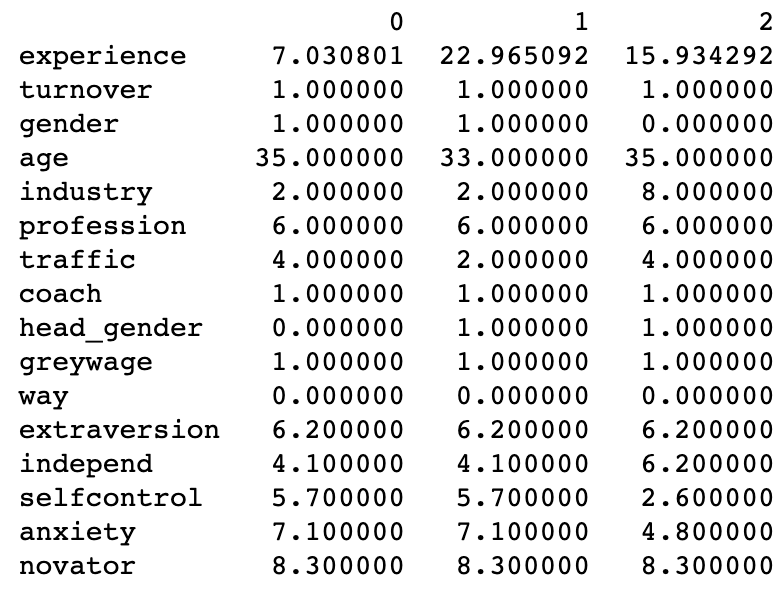 0 1 2
experience 7.030801 22.965092 15.934292
turnover 1.000000 1.000000 1.000000
gender 1.000000 1.000000 0.000000
age 35.000000 33.000000 35.000000
industry 2.000000 2.000000 8.000000
profession 6.000000 6.000000 6.000000
traffic 4.000000 2.000000 4.000000
coach 1.000000 1.000000 1.000000
head_gender 0.000000 1.000000 1.000000
greywage 1.000000 1.000000 1.000000
way 0.000000 0.000000 0.000000
extraversion 6.200000 6.200000 6.200000
independ 4.100000 4.100000 6.200000
selfcontrol 5.700000 5.700000 2.600000
anxiety 7.100000 7.100000 4.800000
novator 8.300000 8.300000 8.300000